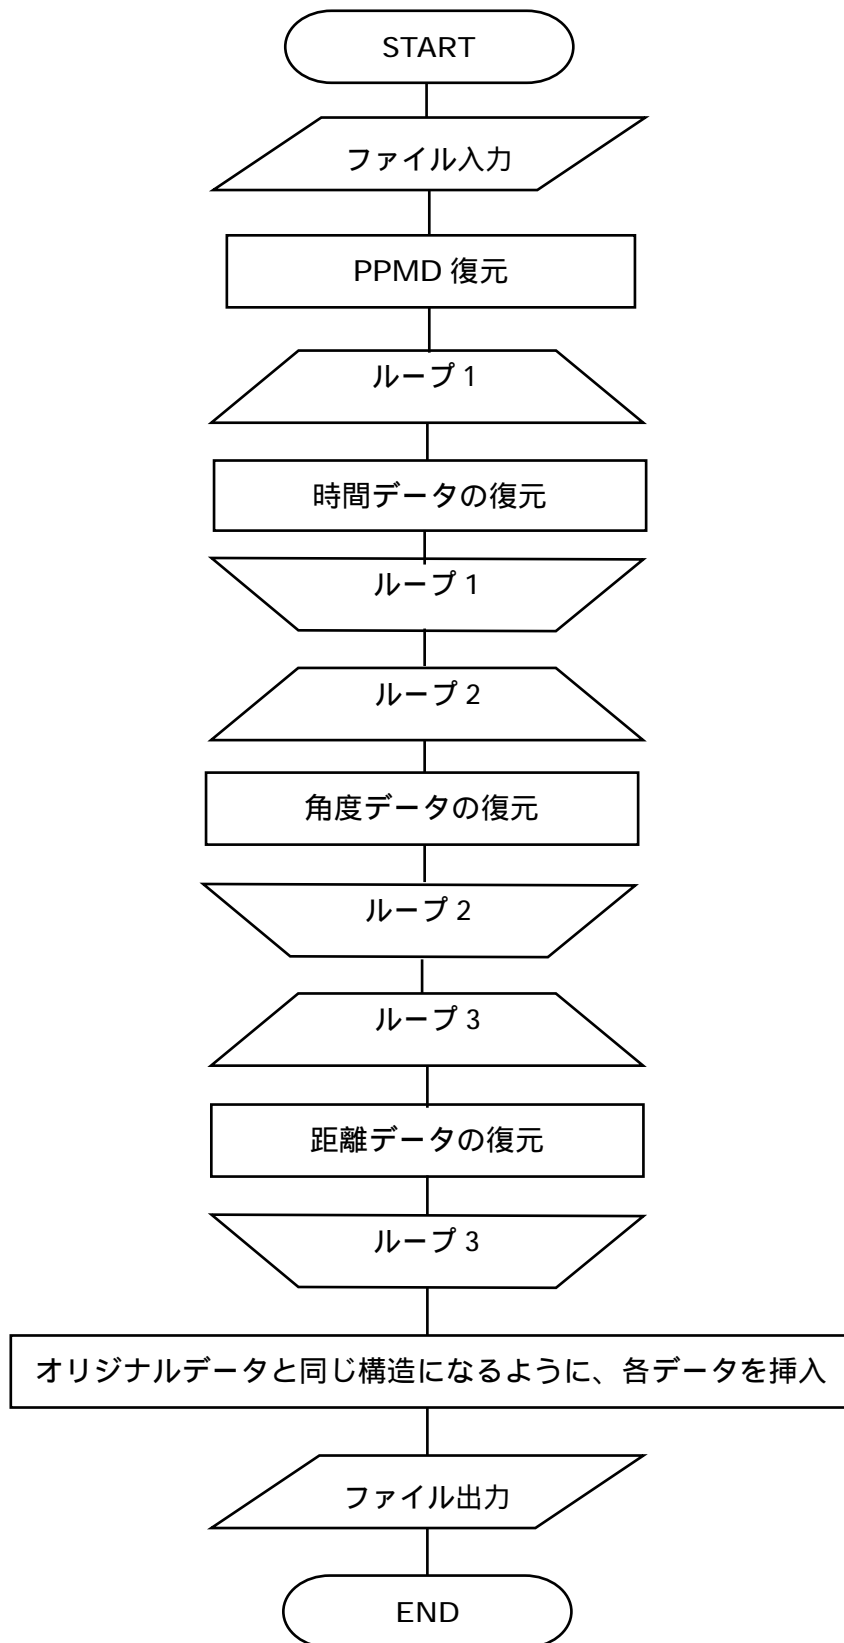 START
ファイル入力
PPMD 復元
ループ 1
時間データの復元
ループ 1
ループ 2
角度データの復元
ループ 2
ループ 3
距離データの復元
ループ 3
オリジナルデータと同じ構造になるように、各データを挿入
ファイル出力
END